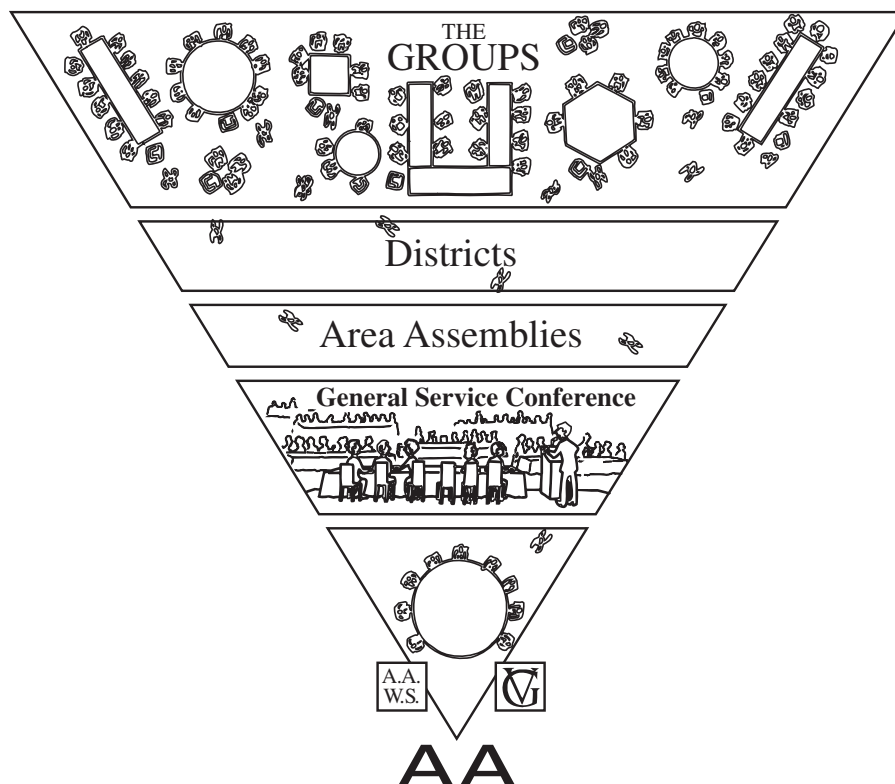 THE
GROUPS
Districts
Area Assemblies
General Service Conference
A.A.
W.S.
GV
AA